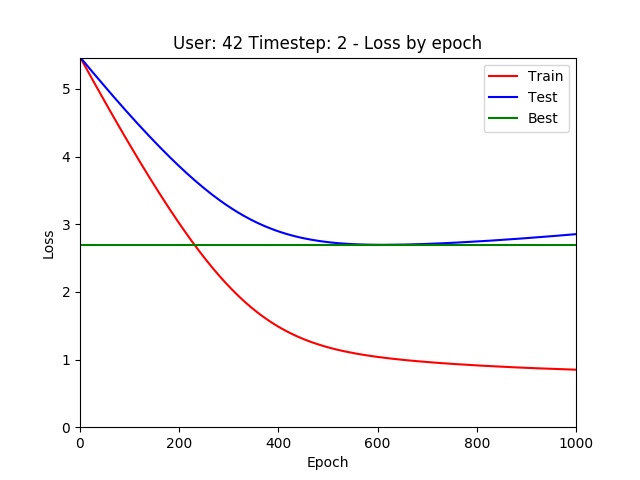 User: 42 Timestep: 2 - Loss by epoch
Train
Test
Best
5
4
3
2
1
0
Loss
0 200 400 600 800 1000
Epoch